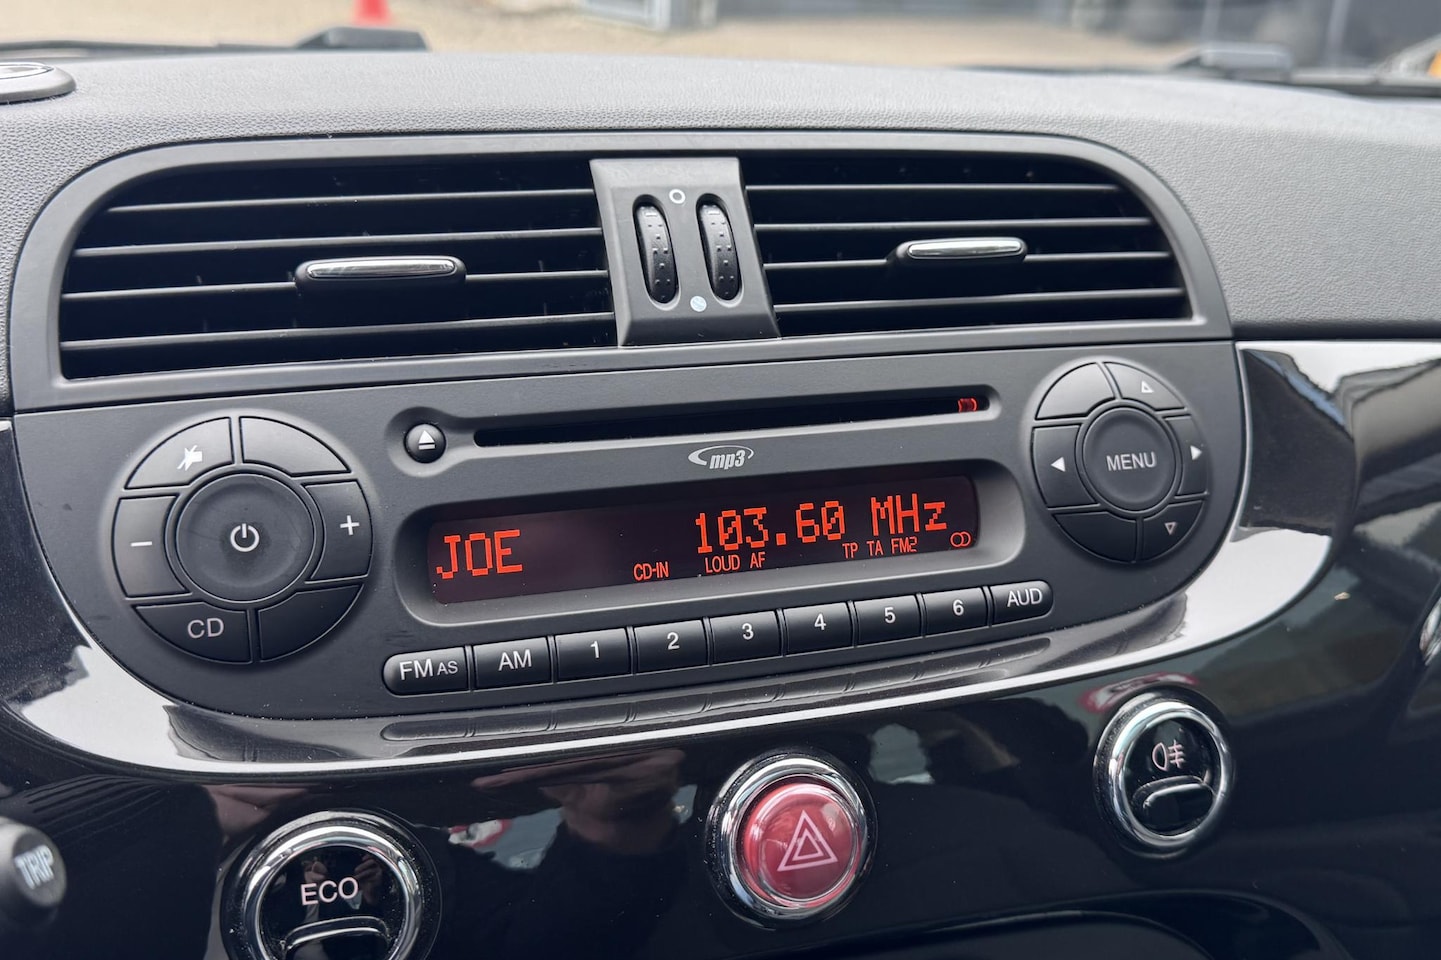 mp3
MENU
JOE
103.60 MHz
CD-IN
LOUD AF
TP TA FM2
CD
FM AS
AM
1
2
3
4
5
6
AUD
TRIP
ECO